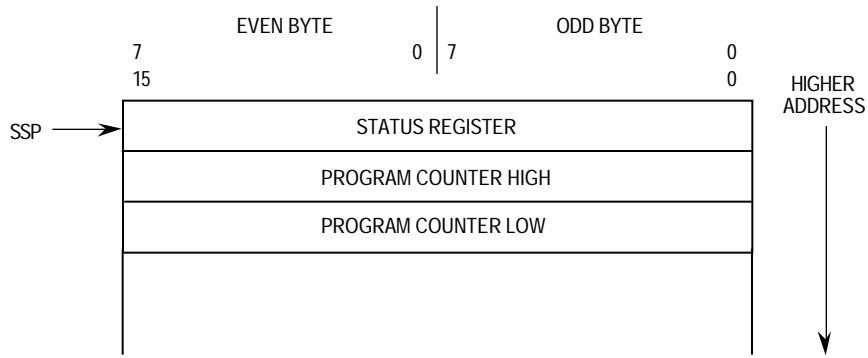 EVEN BYTE ODD BYTE
7 0 7 0
15 0
HIGHER
ADDRESS
SSP STATUS REGISTER
PROGRAM COUNTER HIGH
PROGRAM COUNTER LOW